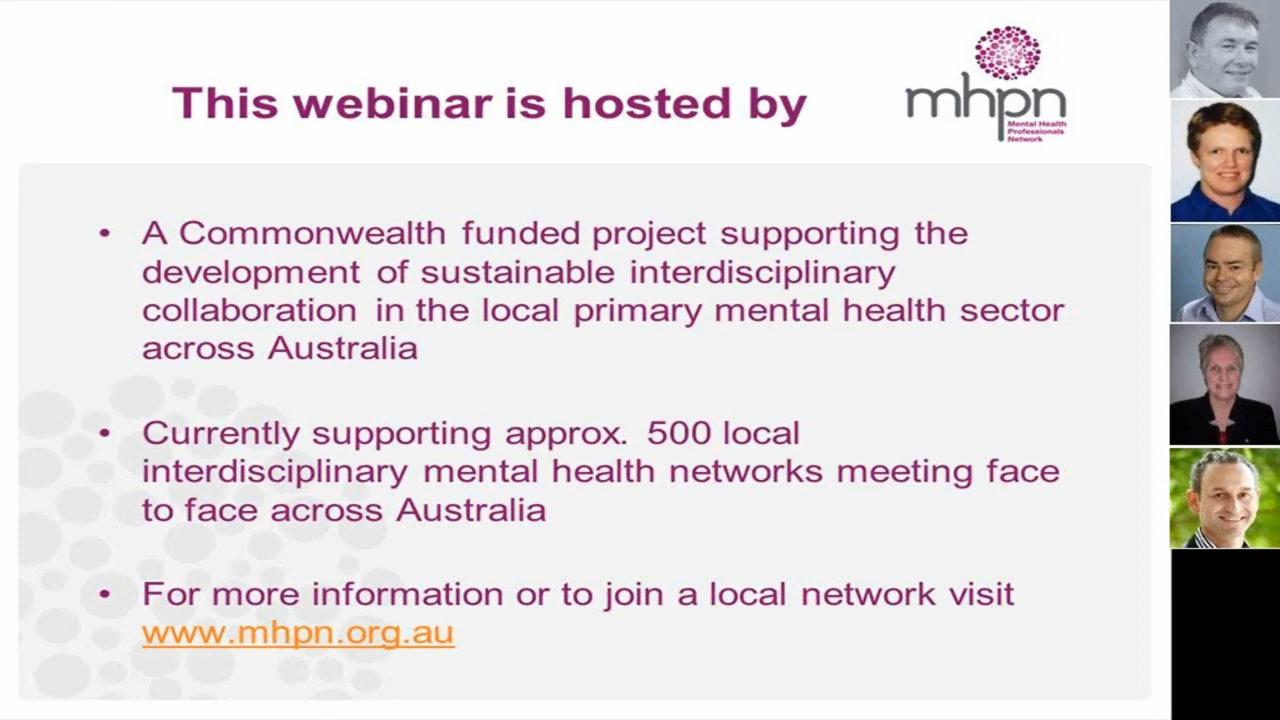 This webinar is hosted by
mhpn
Mental Health
Professionals
Network
• A Commonwealth funded project supporting the
development of sustainable interdisciplinary
collaboration in the local primary mental health sector
across Australia
• Currently supporting approx. 500 local
interdisciplinary mental health networks meeting face
to face across Australia
• For more information or to join a local network visit
www.mhpn.org.au